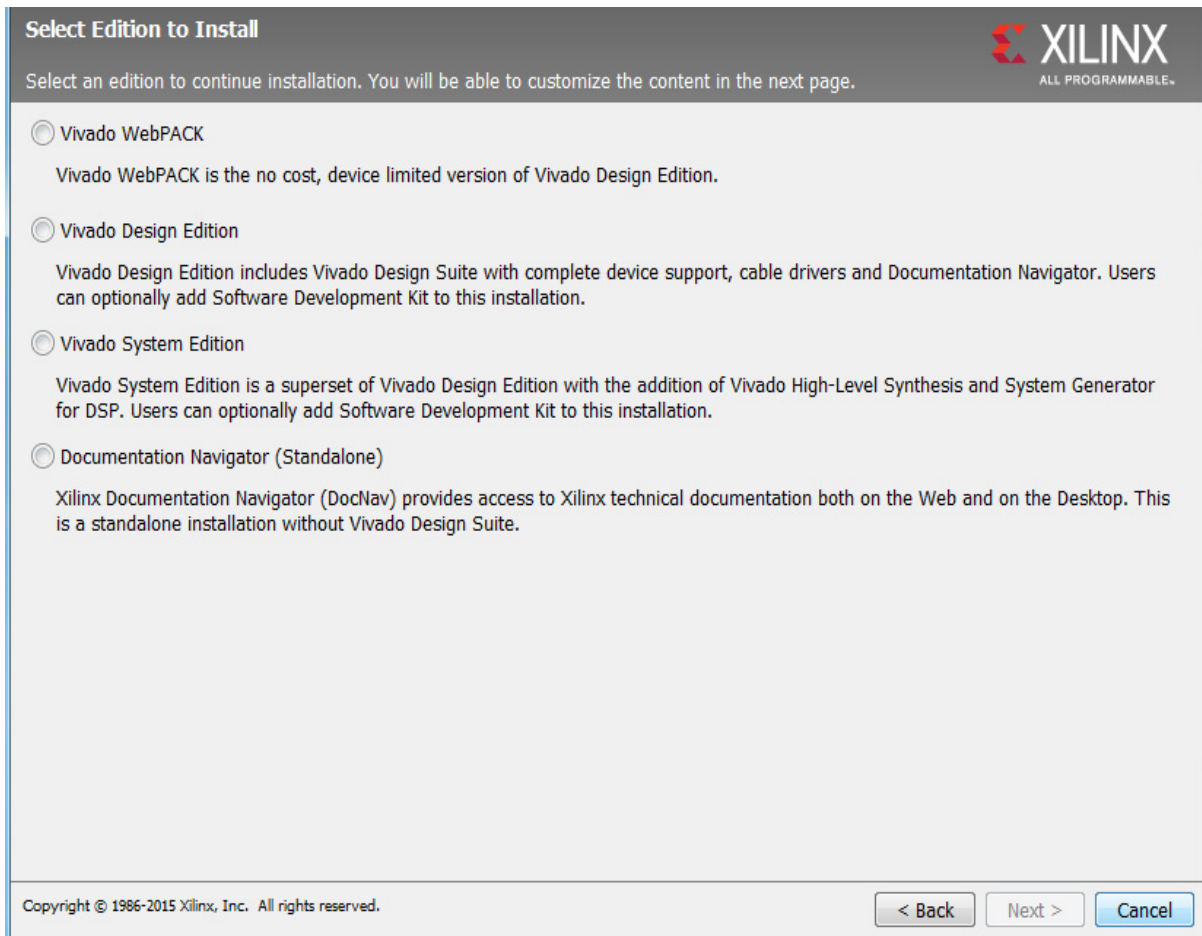 Select Edition to Install
Select an edition to continue installation. You will be able to customize the content in the next page.
XILINX
ALL PROGRAMMABLE™
Vivado WebPACK
Vivado WebPACK is the no cost, device limited version of Vivado Design Edition.
Vivado Design Edition
Vivado Design Edition includes Vivado Design Suite with complete device support, cable drivers and Documentation Navigator. Users
can optionally add Software Development Kit to this installation.
Vivado System Edition
Vivado System Edition is a superset of Vivado Design Edition with the addition of Vivado High-Level Synthesis and System Generator
for DSP. Users can optionally add Software Development Kit to this installation.
Documentation Navigator (Standalone)
Xilinx Documentation Navigator (DocNav) provides access to Xilinx technical documentation both on the Web and on the Desktop. This
is a standalone installation without Vivado Design Suite.
Copyright © 1986-2015 Xilinx, Inc. All rights reserved.
< Back
Next >
Cancel